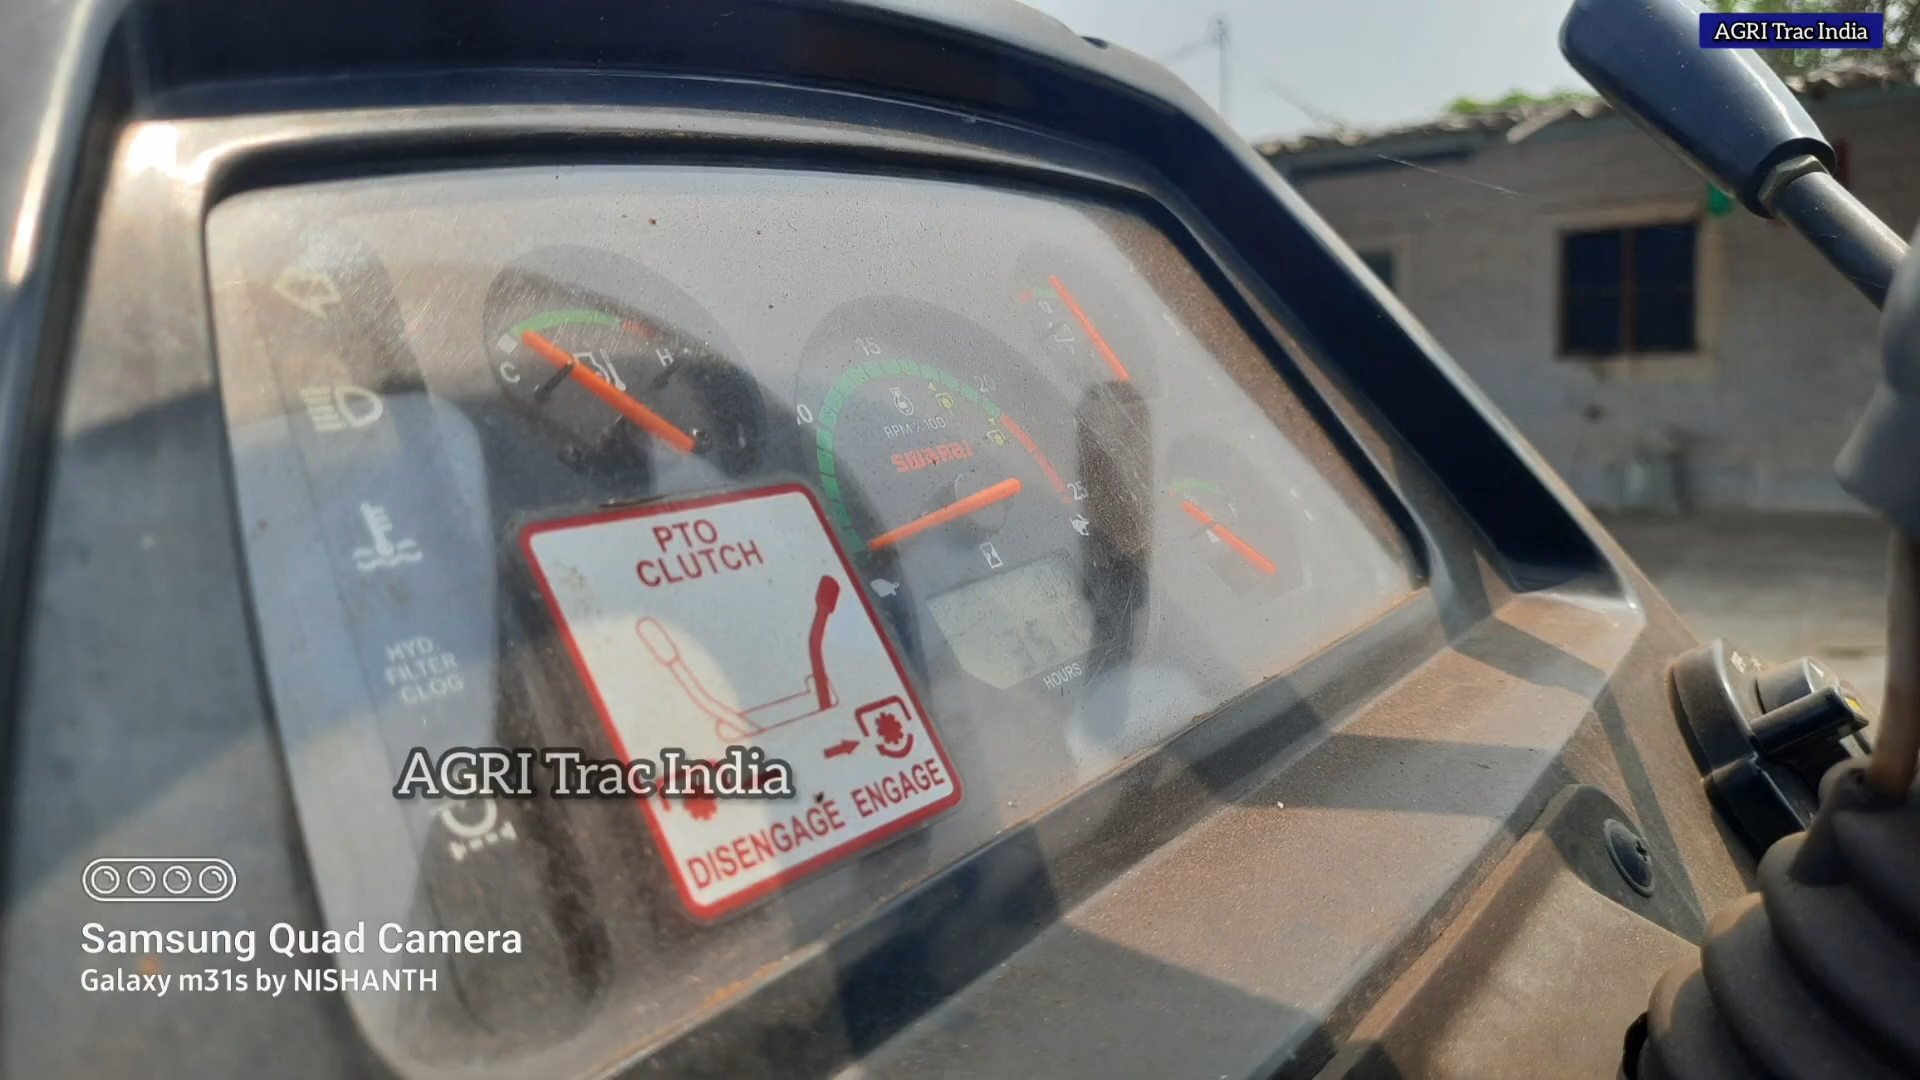 AGRI Trac India
C
H
15
20
RPM X 100
swaraj
25
HOURS
PTO
CLUTCH
DISENGAGE ENGAGE
HYD.
FILTER
CLOG
AGRI Trac India
Samsung Quad Camera
Galaxy m31s by NISHANTH